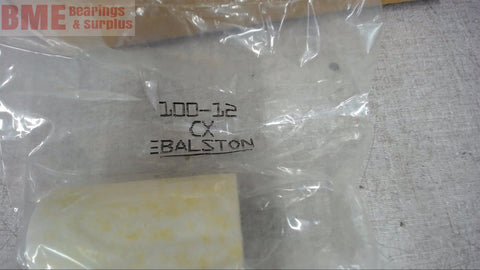 BME Bearings & Surplus
100-12
CX
BALSTON